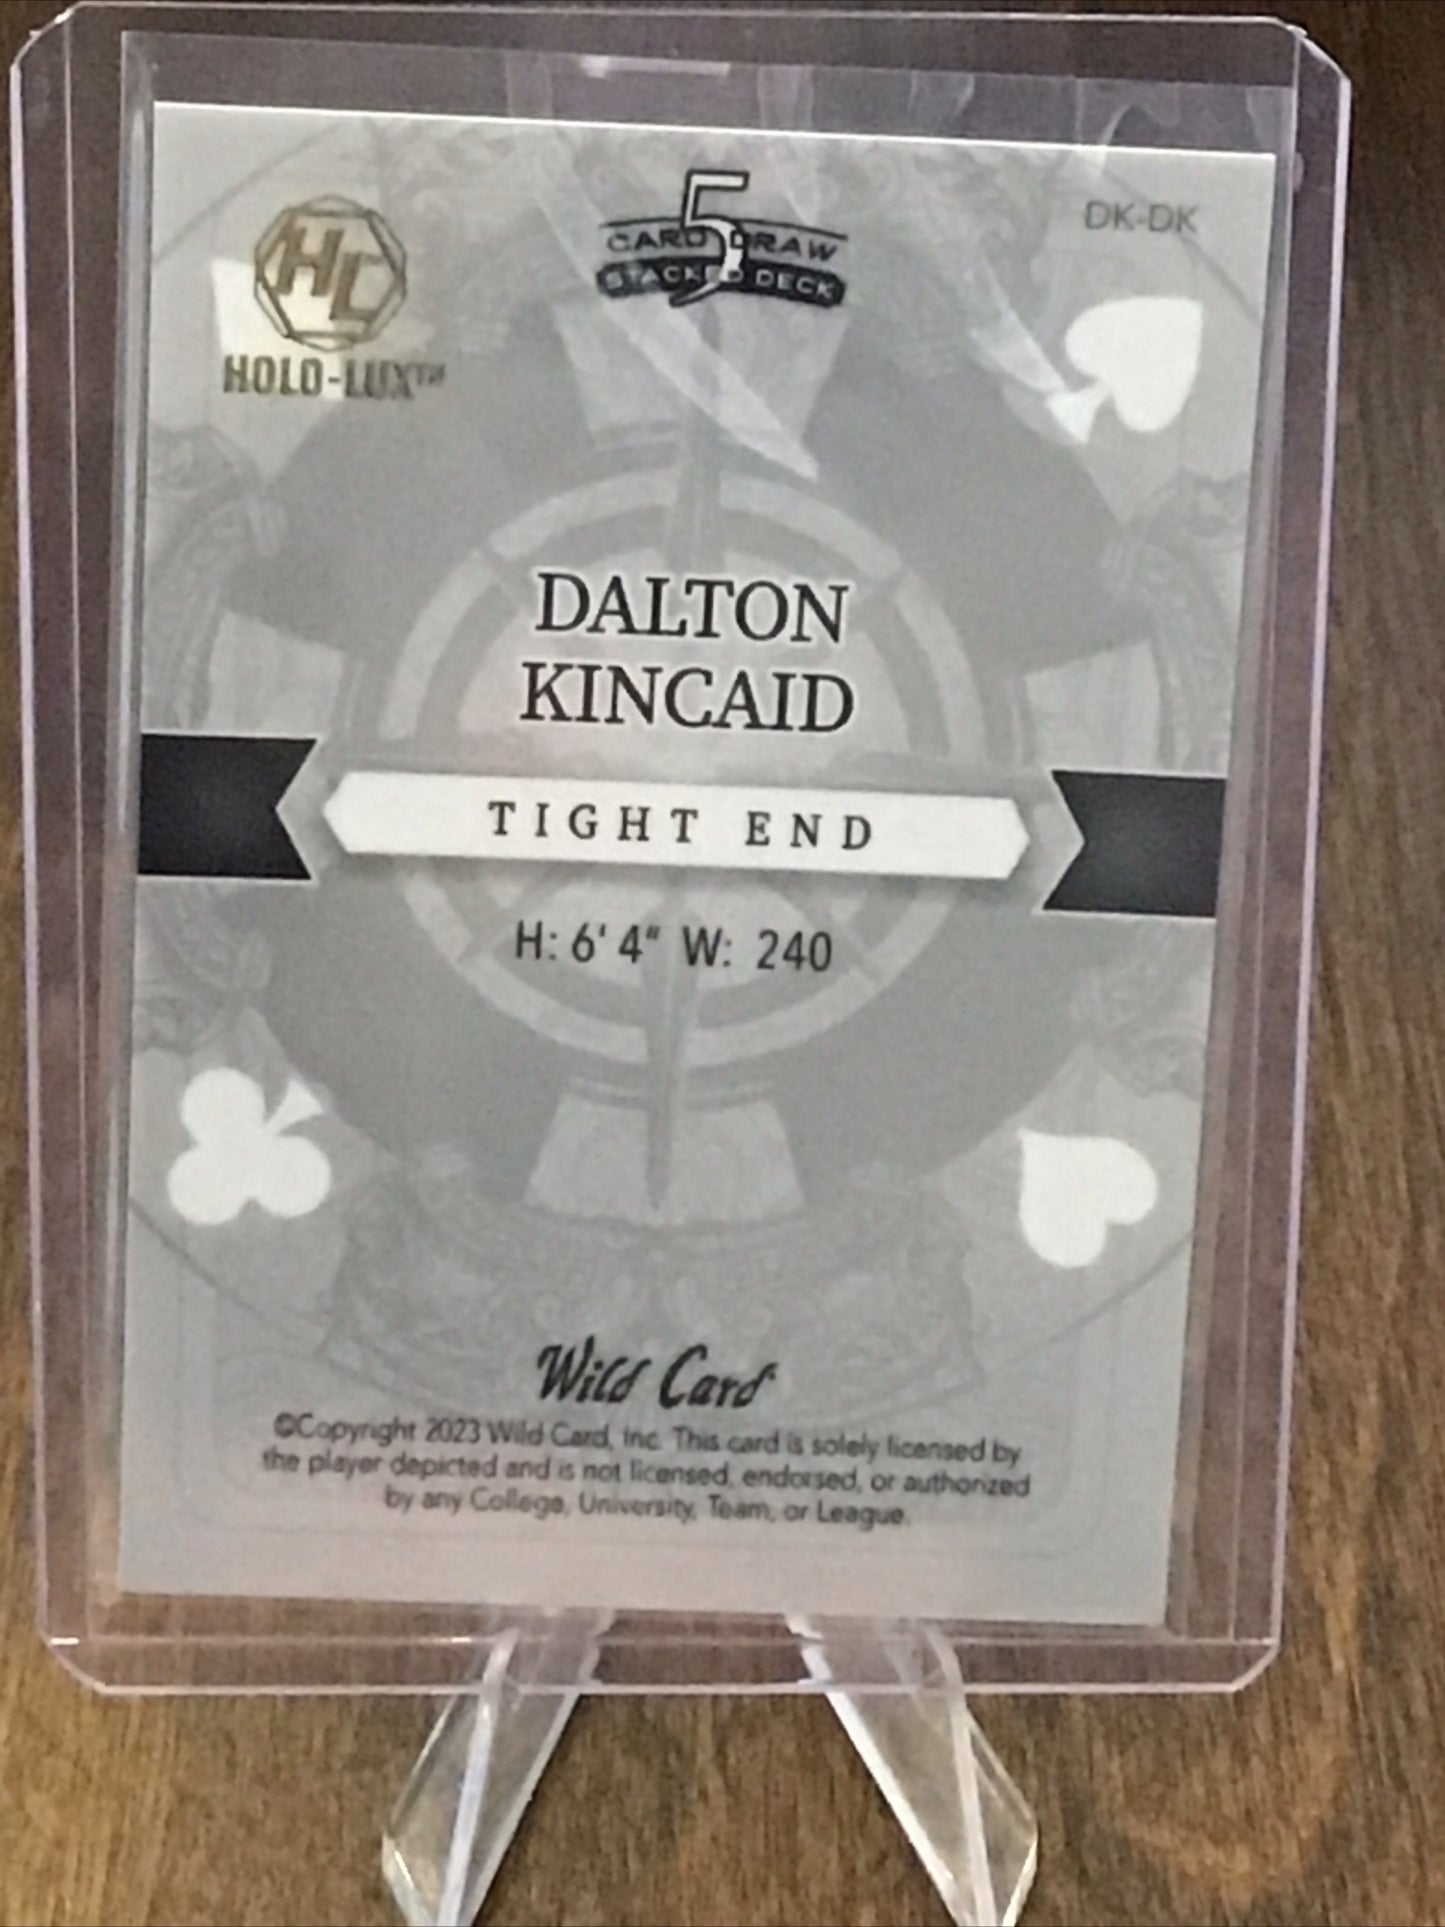 HC
HOLO-LUX™
5
CARD DRAW
STACKED DECK
DK-DK
DALTON
KINCAID
TIGHT END
H: 6' 4" W: 240
Wild Card
©Copyright 2023 Wild Card, Inc. This card is solely licensed by
the player depicted and is not licensed, endorsed, or authorized
by any College, University, Team, or League.